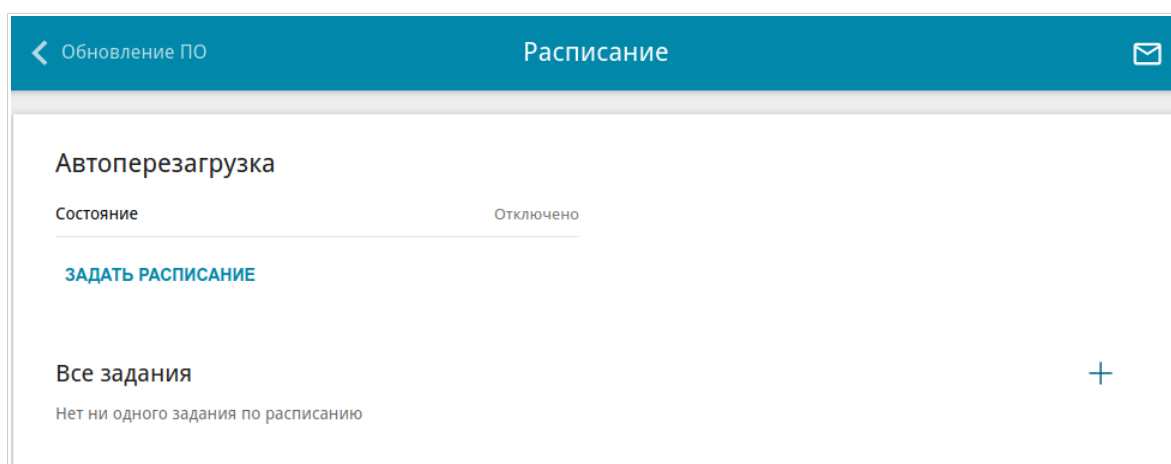 Обновление ПО
Расписание
Автоперезагрузка
Состояние Отключено
ЗАДАТЬ РАСПИСАНИЕ
Все задания
Нет ни одного задания по расписанию